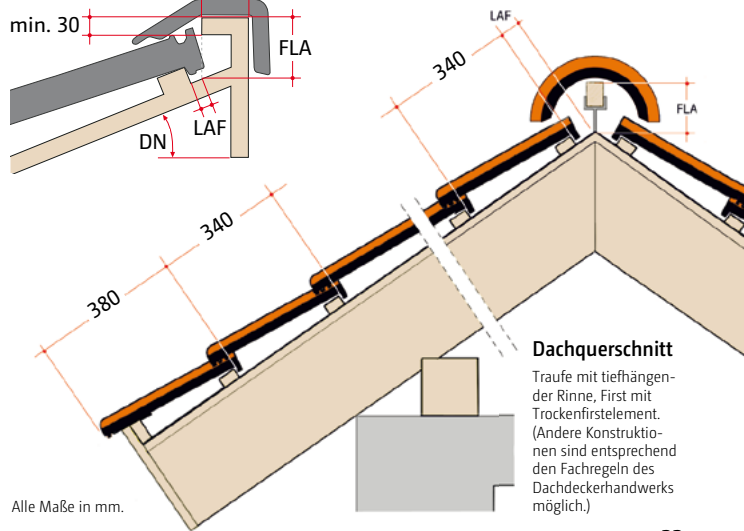 min. 30
FLA
LAF
DN
LAF
340
FLA
340
380
Dachquerschnitt
Traufe mit tiefhängen-
der Rinne, First mit
Trockenfirstelement.
(Andere Konstruktio-
nen sind entsprechend
den Fachregeln des
Dachdeckerhandwerks
möglich.)
Alle Maße in mm.